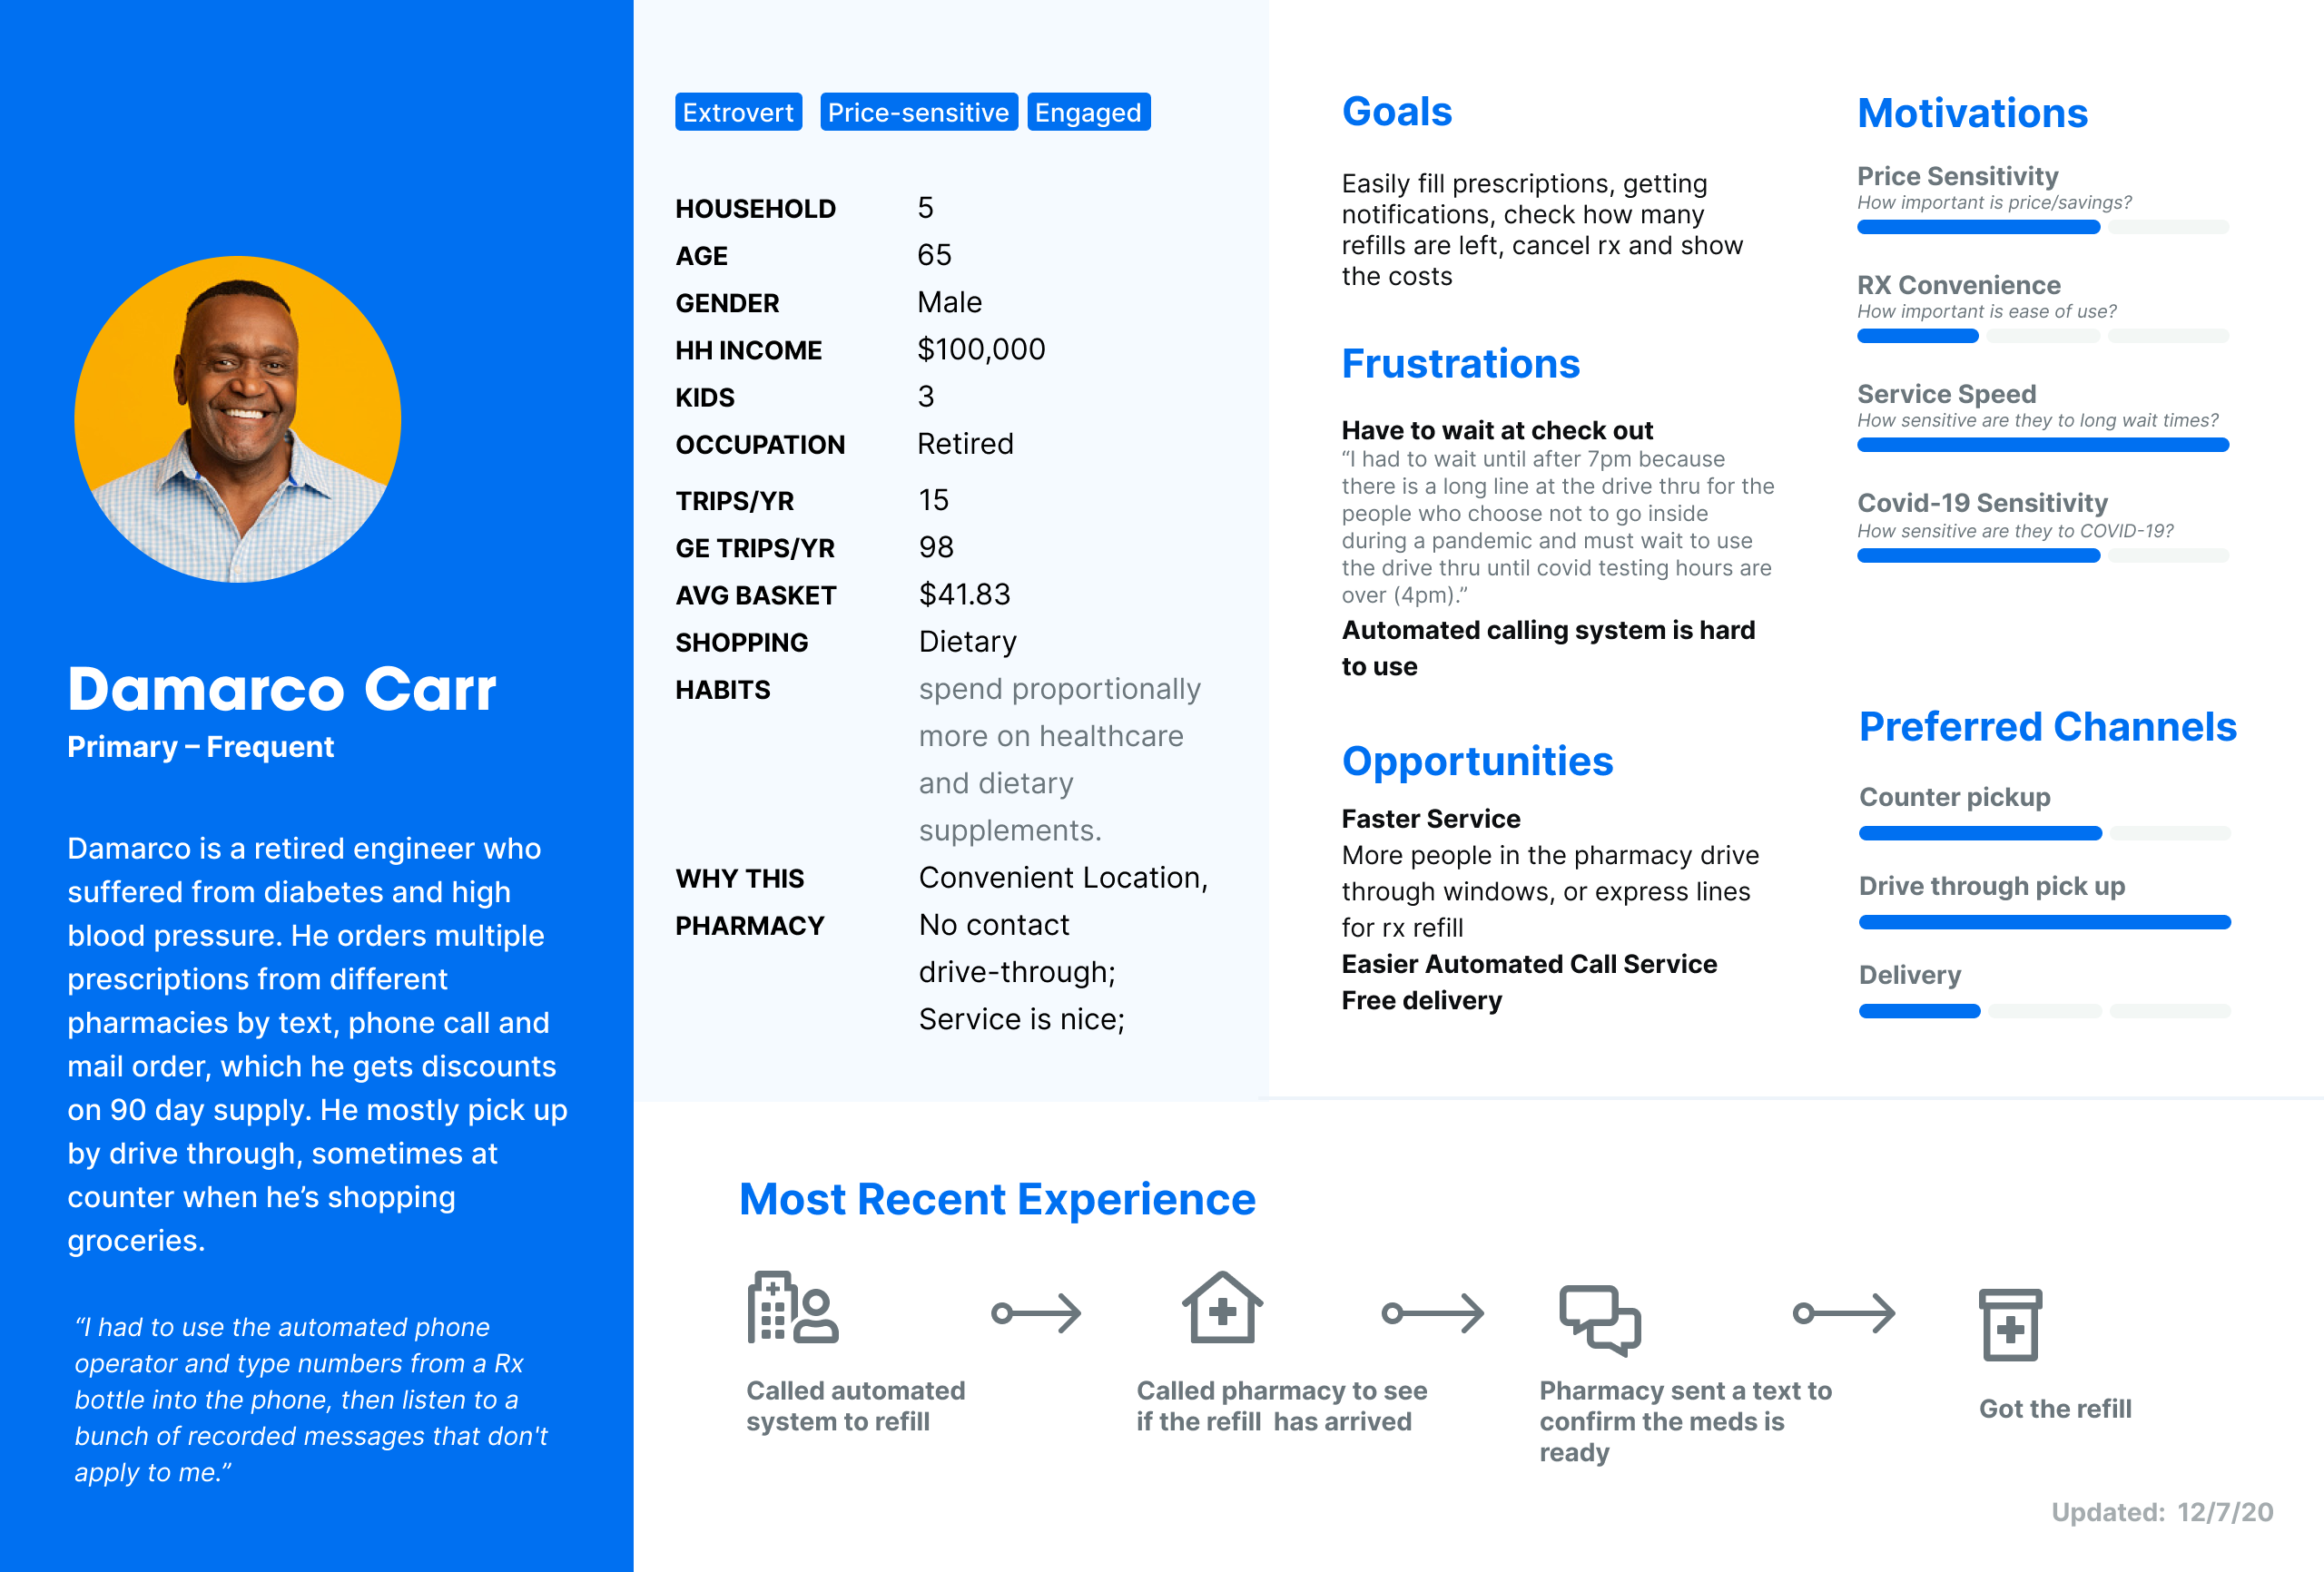 Damarco Carr
Primary – Frequent
Damarco is a retired engineer who
suffered from diabetes and high
blood pressure. He orders multiple
prescriptions from different
pharmacies by text, phone call and
mail order, which he gets discounts
on 90 day supply. He mostly pick up
by drive through, sometimes at
counter when he’s shopping
groceries.
“I had to use the automated phone
operator and type numbers from a Rx
bottle into the phone, then listen to a
bunch of recorded messages that don't
apply to me.”
Extrovert Price-sensitive Engaged
HOUSEHOLD 5
AGE 65
GENDER Male
HH INCOME $100,000
KIDS 3
OCCUPATION Retired
TRIPS/YR 15
GE TRIPS/YR 98
AVG BASKET $41.83
SHOPPING Dietary
HABITS spend proportionally
more on healthcare
and dietary
supplements.
WHY THIS Convenient Location,
PHARMACY No contact
drive-through;
Service is nice;
Goals
Easily fill prescriptions, getting
notifications, check how many
refills are left, cancel rx and show
the costs
Frustrations
Have to wait at check out
“I had to wait until after 7pm because
there is a long line at the drive thru for the
people who choose not to go inside
during a pandemic and must wait to use
the drive thru until covid testing hours are
over (4pm).”
Automated calling system is hard
to use
Opportunities
Faster Service
More people in the pharmacy drive
through windows, or express lines
for rx refill
Easier Automated Call Service
Free delivery
Motivations
Price Sensitivity
How important is price/savings?
RX Convenience
How important is ease of use?
Service Speed
How sensitive are they to long wait times?
Covid-19 Sensitivity
How sensitive are they to COVID-19?
Preferred Channels
Counter pickup
Drive through pick up
Delivery
Most Recent Experience
Called automated
system to refill
Called pharmacy to see
if the refill has arrived
Pharmacy sent a text to
confirm the meds is
ready
Got the refill
Updated: 12/7/20